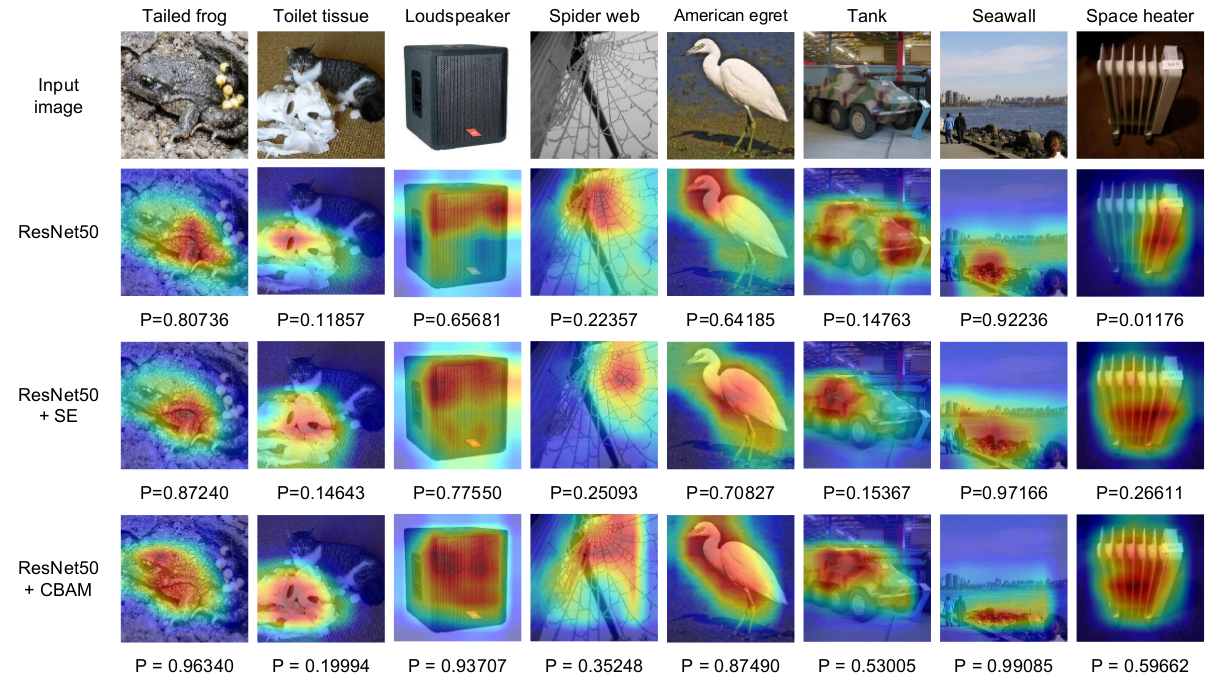 Tailed frog Toilet tissue Loudspeaker Spider web American egret Tank Seawall Space heater
Input
image
ResNet50
P=0.80736 P=0.11857 P=0.65681 P=0.22357 P=0.64185 P=0.14763 P=0.92236 P=0.01176
ResNet50
+ SE
P=0.87240 P=0.14643 P=0.77550 P=0.25093 P=0.70827 P=0.15367 P=0.97166 P=0.26611
ResNet50
+ CBAM
P = 0.96340 P = 0.19994 P = 0.93707 P = 0.35248 P = 0.87490 P = 0.53005 P = 0.99085 P = 0.59662